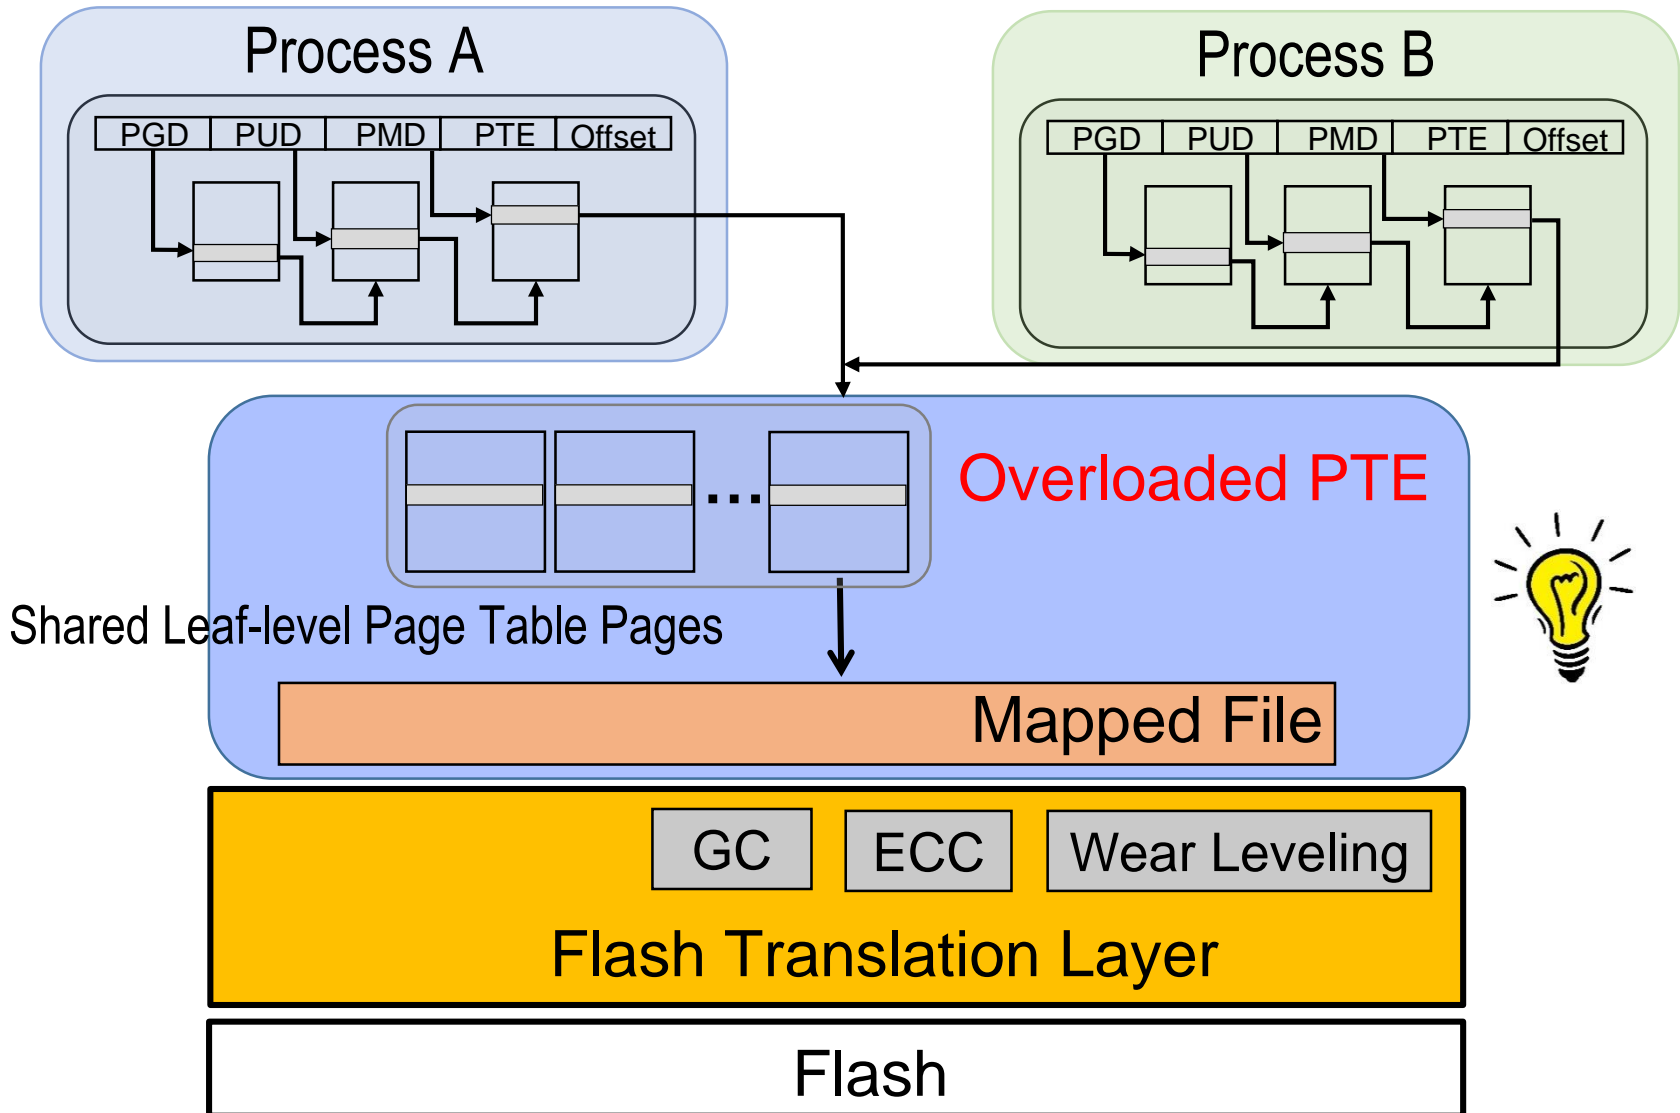 Process A
PGD PUD PMD PTE Offset
Process B
PGD PUD PMD PTE Offset
...
Overloaded PTE
Shared Leaf-level Page Table Pages
Mapped File
GC ECC Wear Leveling
Flash Translation Layer
Flash